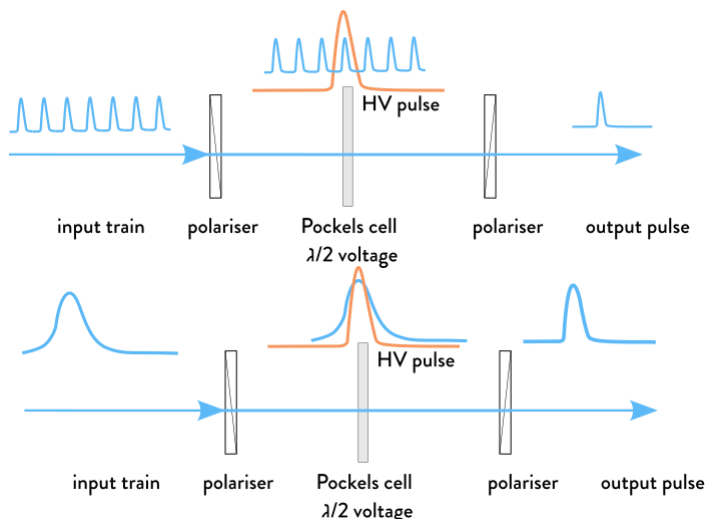 HV pulse
input train polariser Pockels cell polariser output pulse
λ/2 voltage
HV pulse
input train polariser Pockels cell polariser output pulse
λ/2 voltage